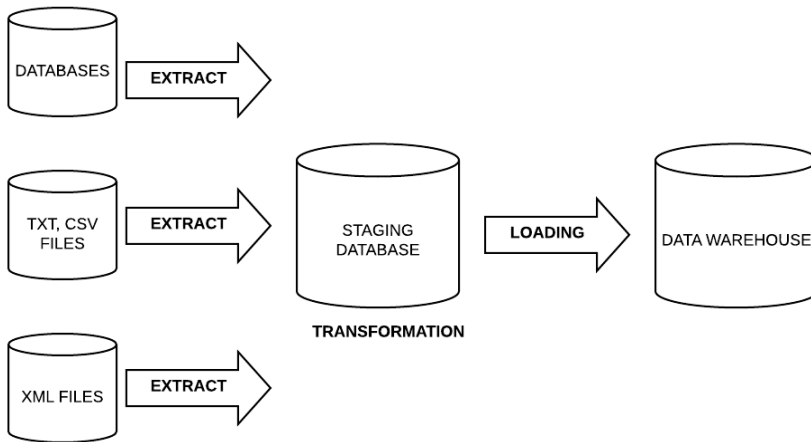 DATABASES
EXTRACT
TXT, CSV
FILES
EXTRACT
STAGING
DATABASE
LOADING
DATA WAREHOUSE
TRANSFORMATION
XML FILES
EXTRACT